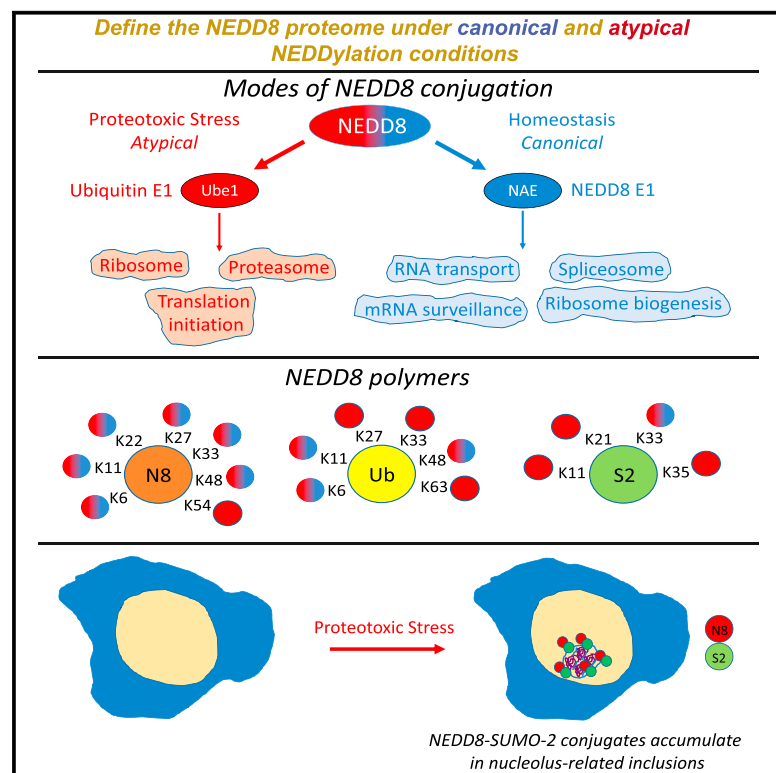 Define the NEDD8 proteome under canonical and atypical
NEDDylation conditions
Modes of NEDD8 conjugation
Proteotoxic Stress
Atypical
NEDD8
Homeostasis
Canonical
Ubiquitin E1
Ube1
NAE
NEDD8 E1
Ribosome
Proteasome
Translation
initiation
RNA transport
Spliceosome
mRNA surveillance
Ribosome biogenesis
NEDD8 polymers
K22
K27
K33
K11
K48
K6
K54
N8
K27
K33
K11
K48
K6
K63
Ub
K21
K33
K11
K35
S2
Proteotoxic Stress
N8
S2
NEDD8-SUMO-2 conjugates accumulate
in nucleolus-related inclusions